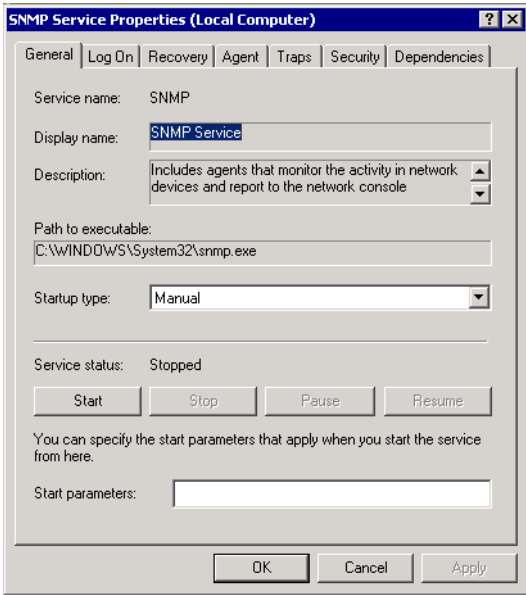 SNMP Service Properties (Local Computer)
General Log On Recovery Agent Traps Security Dependencies
Service name: SNMP
Display name: SNMP Service
Description: Includes agents that monitor the activity in network
devices and report to the network console
Path to executable:
C:\WINDOWS\System32\snmp.exe
Startup type: Manual
Service status: Stopped
Start Stop Pause Resume
You can specify the start parameters that apply when you start the service
from here.
Start parameters:
OK Cancel Apply